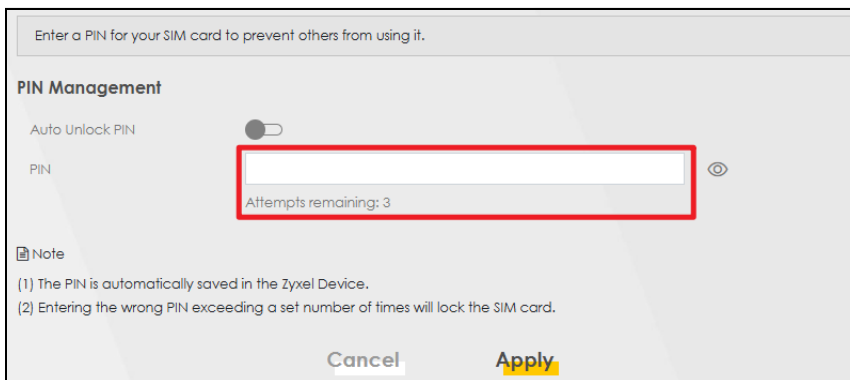 Enter a PIN for your SIM card to prevent others from using it.
PIN Management
Auto Unlock PIN
PIN
Attempts remaining: 3
Note
(1) The PIN is automatically saved in the Zyxel Device.
(2) Entering the wrong PIN exceeding a set number of times will lock the SIM card.
Cancel Apply